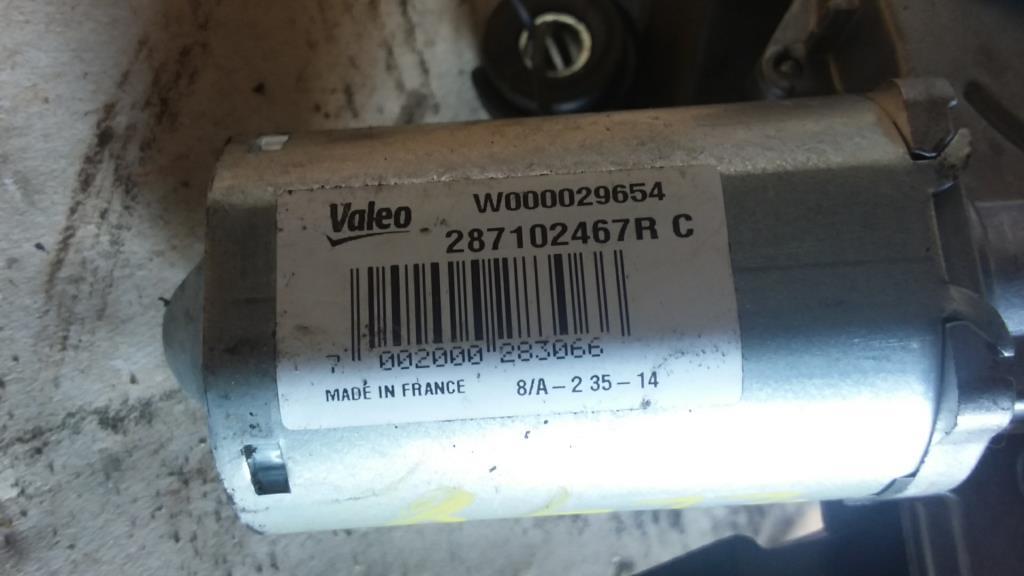 Valeo W000029654
287102467R C
7 002000 283066
MADE IN FRANCE 8/A-2 35-14